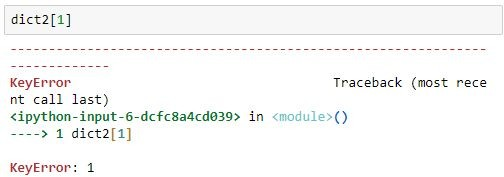 dict2[1]
---------------------------------------------------------------
-------------
KeyError                                  Traceback (most rece
nt call last)
<ipython-input-6-dcfc8a4cd039> in <module>()
----> 1 dict2[1]
KeyError: 1